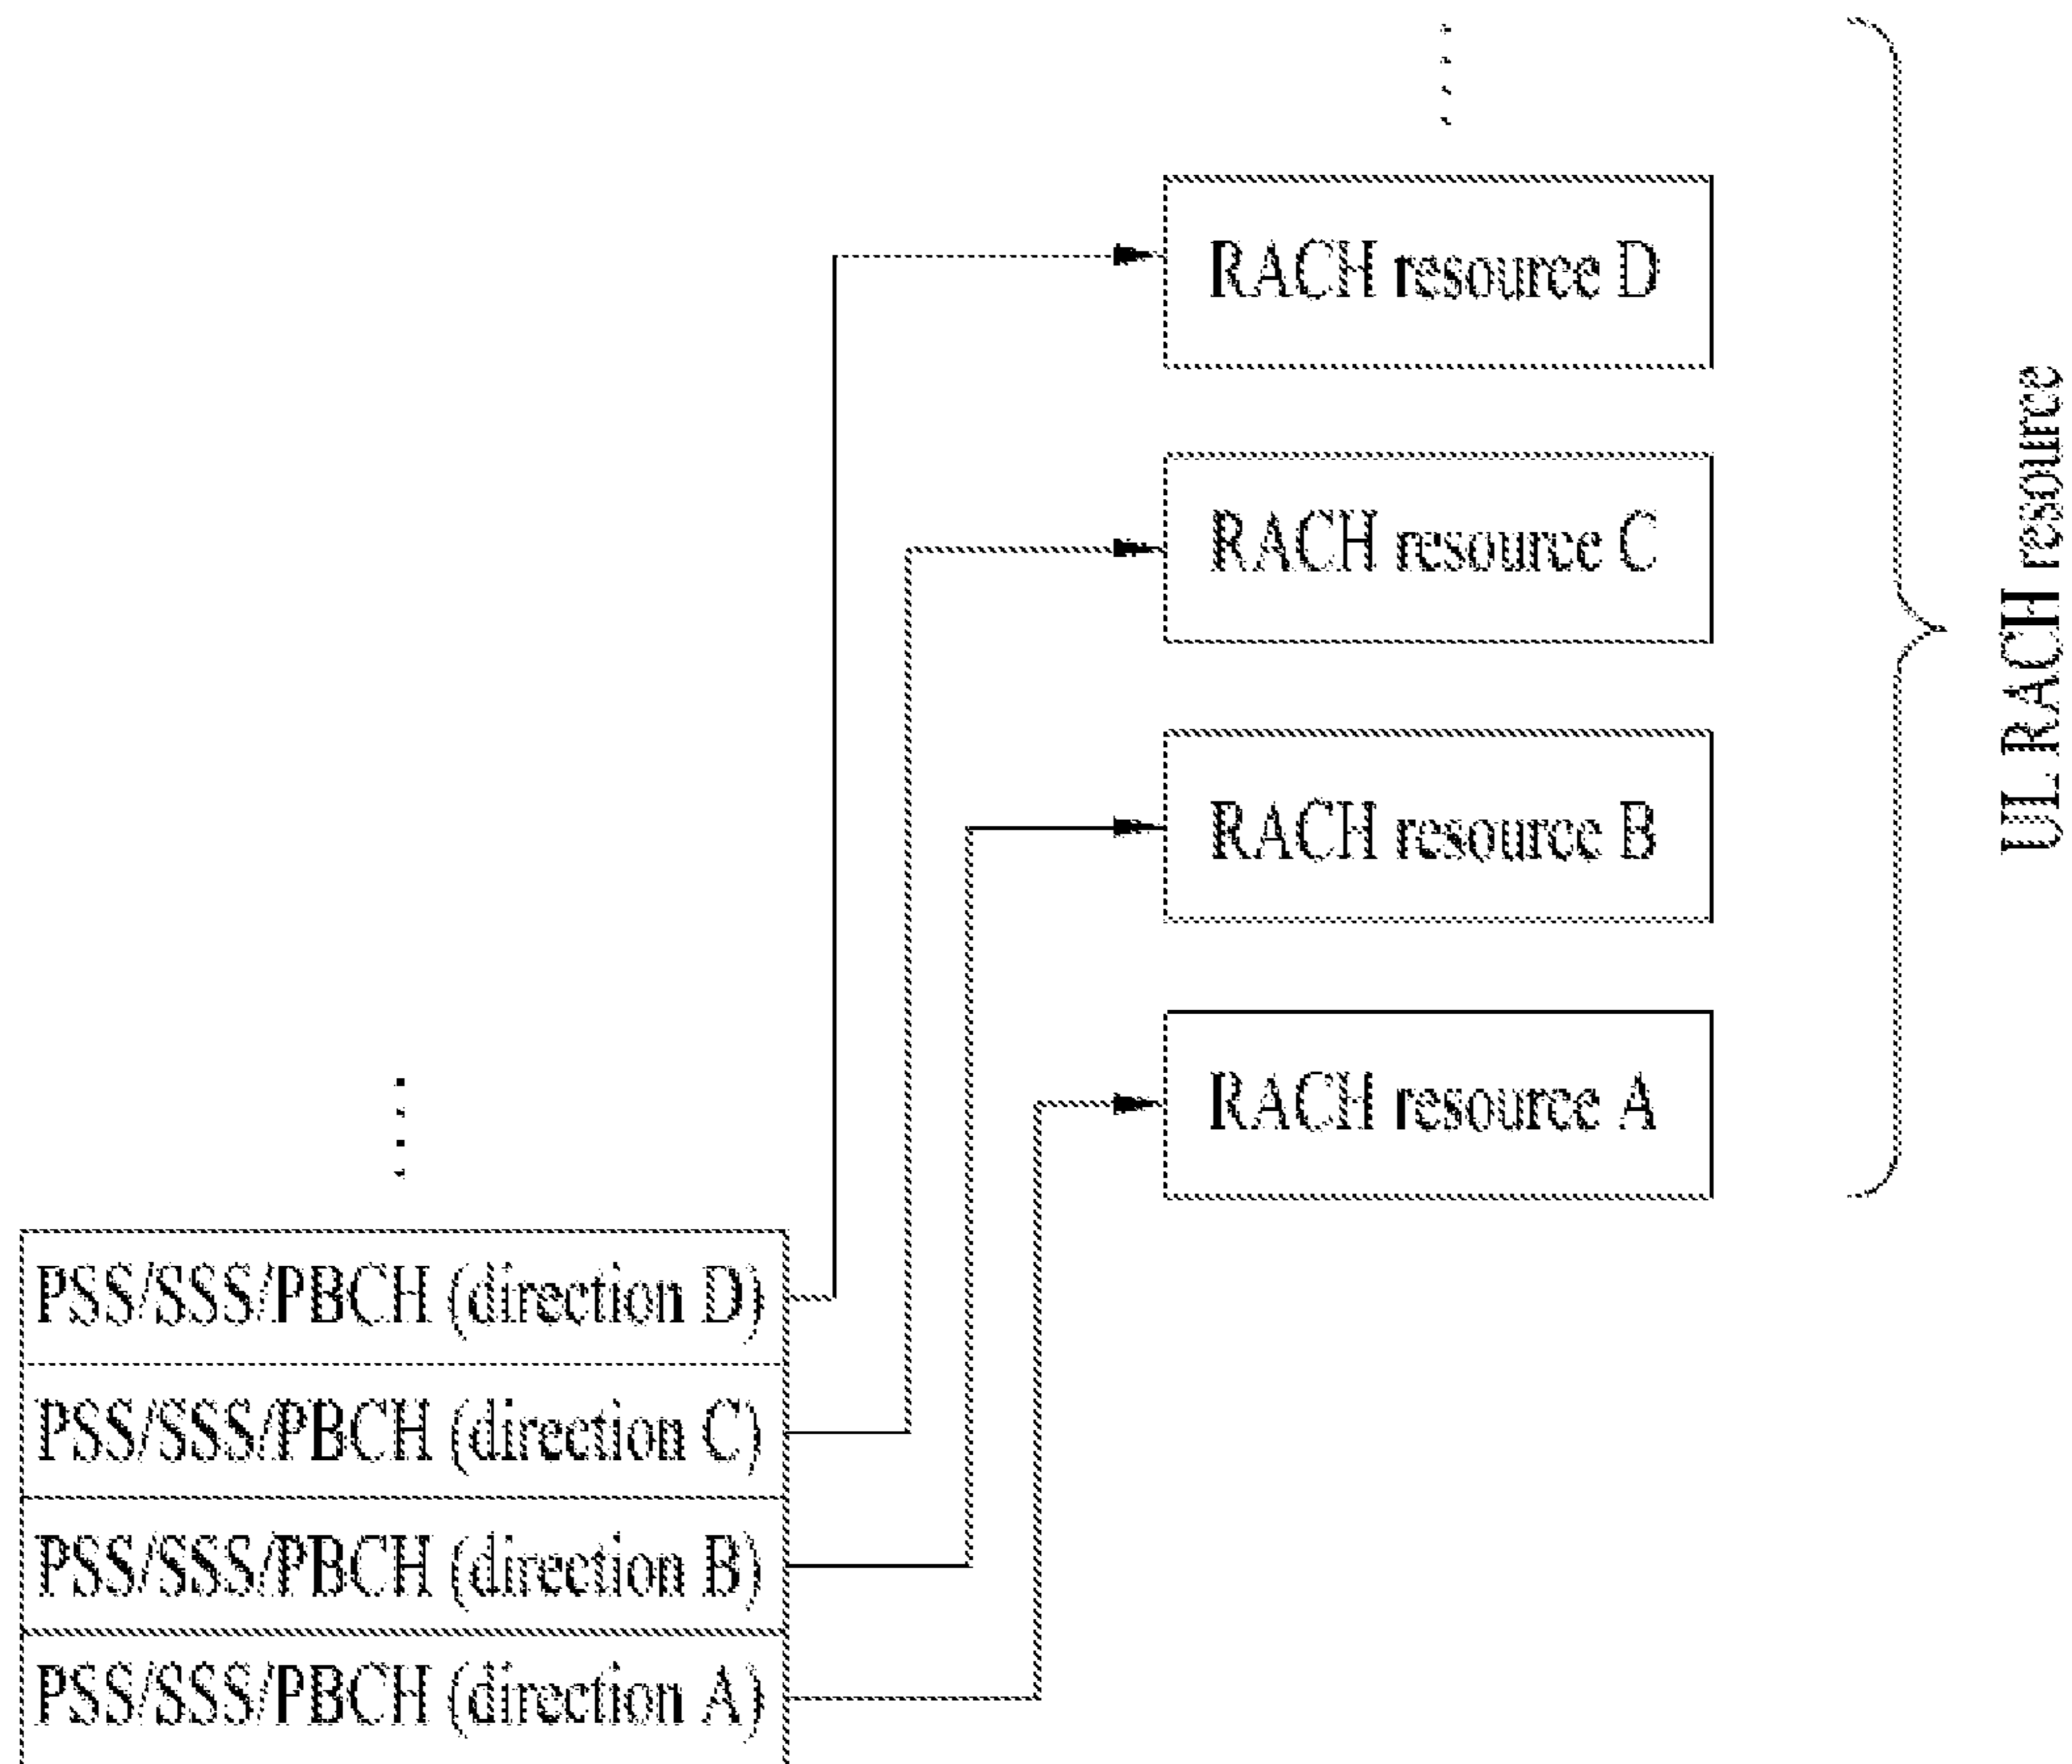 RACH resource D
RACH resource C
RACH resource B
RACH resource A
UL RACH resource
PSS/SSS/PBCH (direction D)
PSS/SSS/PBCH (direction C)
PSS/SSS/PBCH (direction B)
PSS/SSS/PBCH (direction A)